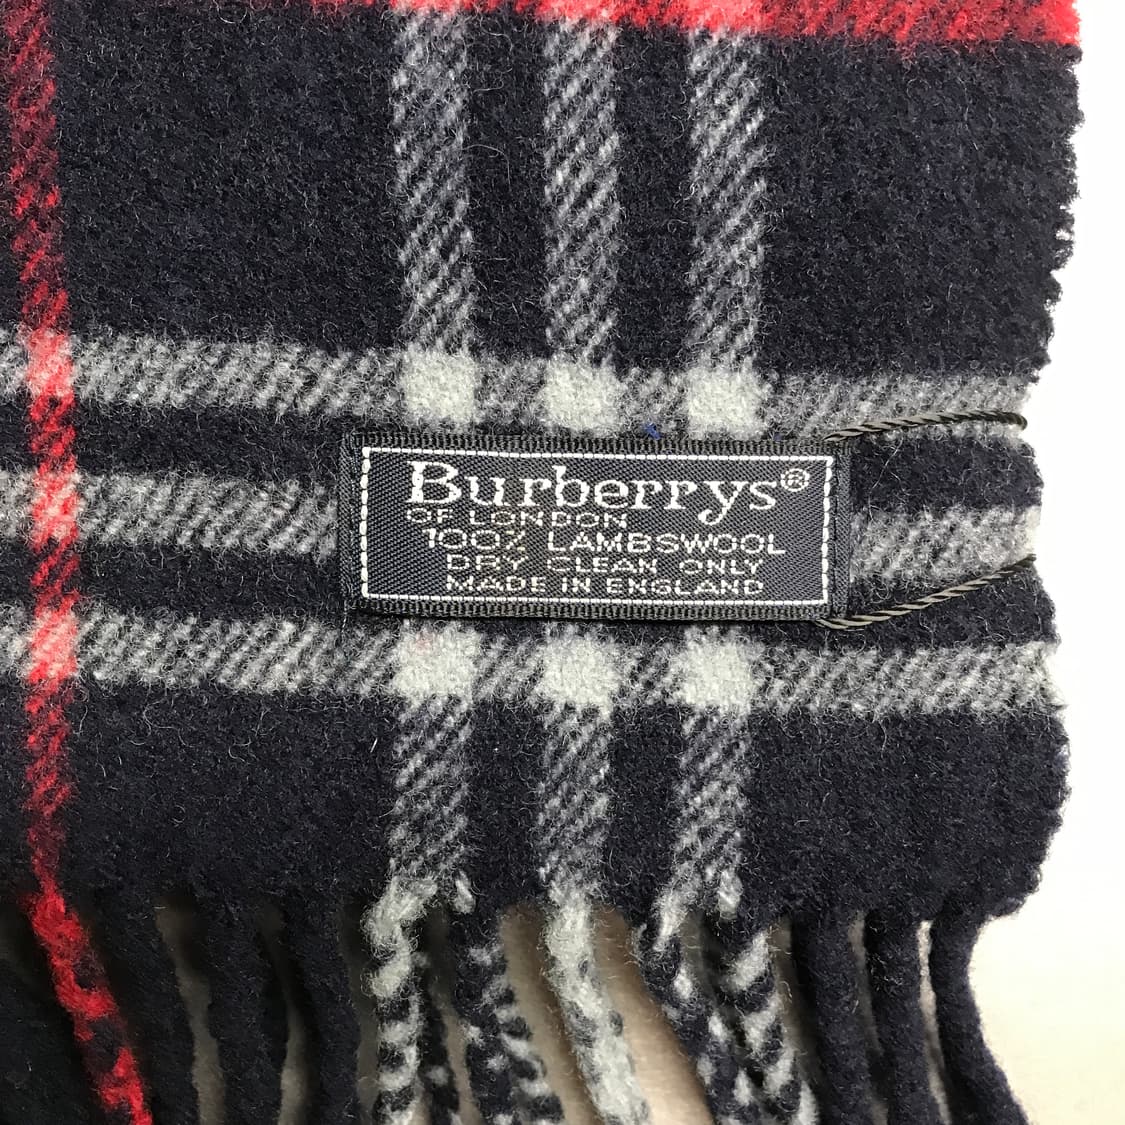 Burberrys®
OF LONDON
100% LAMBSWOOL
DRY CLEAN ONLY
MADE IN ENGLAND